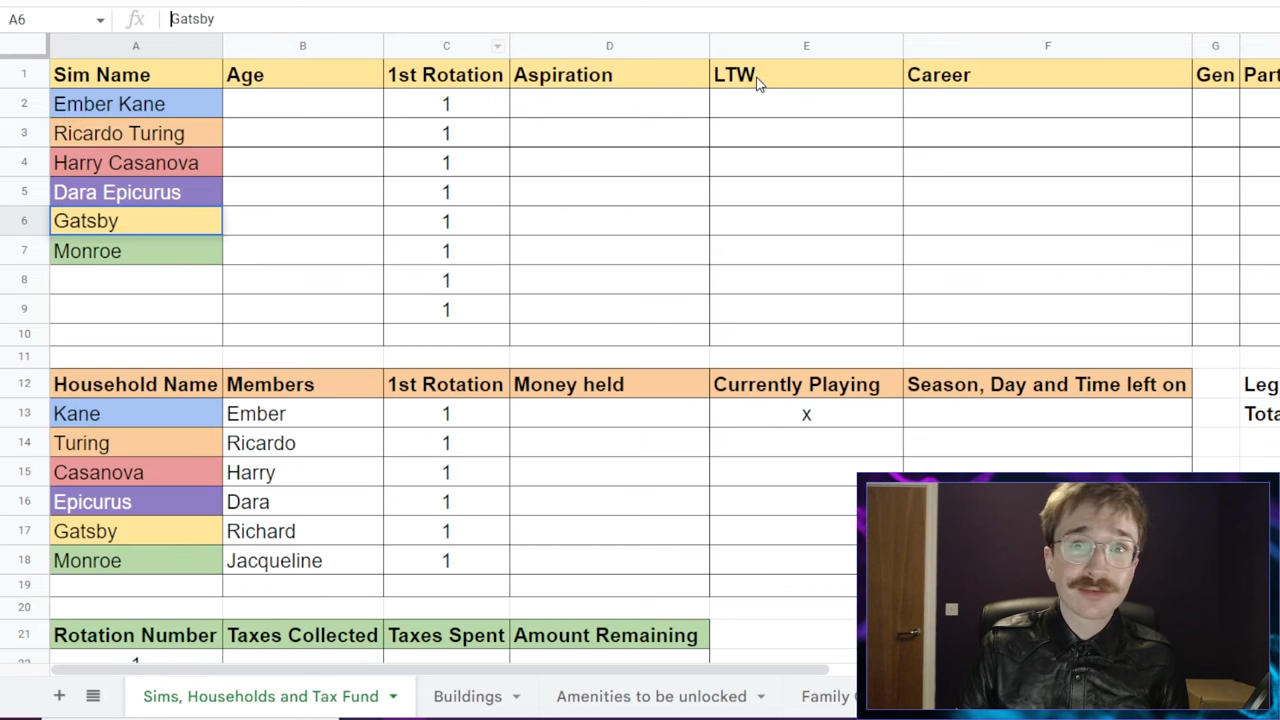 A6 fx Gatsby
A B C D E F G
1 Sim Name Age 1st Rotation Aspiration LTW Career Gen Part
2 Ember Kane 1
3 Ricardo Turing 1
4 Harry Casanova 1
5 Dara Epicurus 1
6 Gatsby 1
7 Monroe 1
8 1
9 1
10
11
12 Household Name Members 1st Rotation Money held Currently Playing Season, Day and Time left on Leg
13 Kane Ember 1 x Tota
14 Turing Ricardo 1
15 Casanova Harry 1
16 Epicurus Dara 1
17 Gatsby Richard 1
18 Monroe Jacqueline 1
19
20
21 Rotation Number Taxes Collected Taxes Spent Amount Remaining
22 1
+ Sims, Households and Tax Fund Buildings Amenities to be unlocked Family